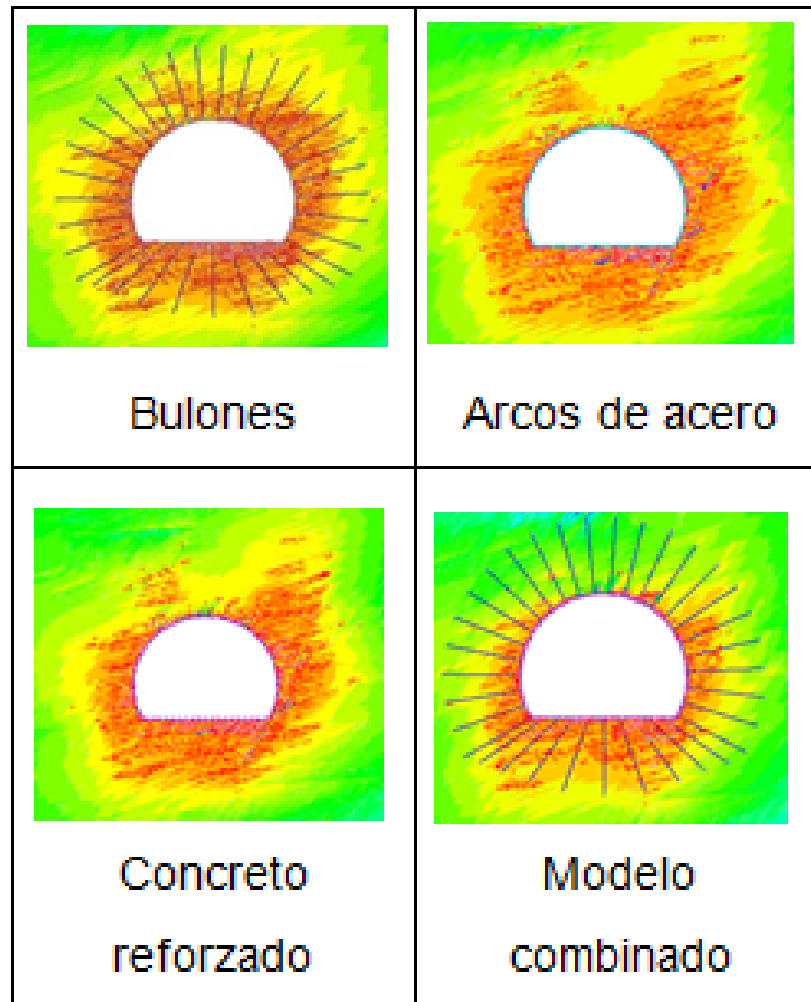 Bulones
Arcos de acero
Concreto
reforzado
Modelo
combinado